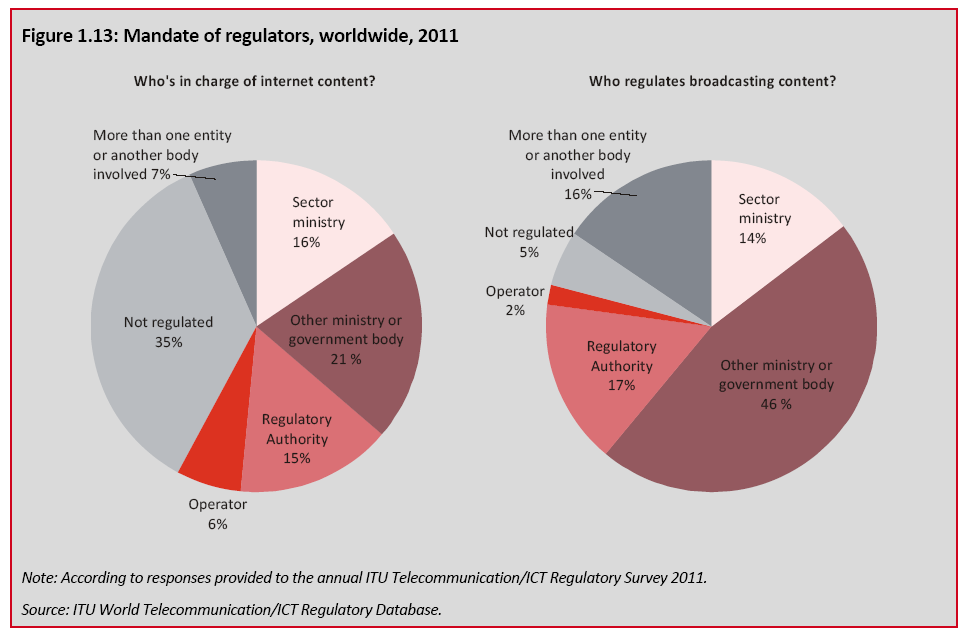 Figure 1.13: Mandate of regulators, worldwide, 2011
Who's in charge of internet content?
More than one entity
or another body
involved 7%
Sector
ministry
16%
Other ministry or
government body
21 %
Regulatory
Authority
15%
Operator
6%
Not regulated
35%
Who regulates broadcasting content?
More than one entity
or another body
involved
16%
Sector
ministry
14%
Not regulated
5%
Operator
2%
Regulatory
Authority
17%
Other ministry or
government body
46 %
Note: According to responses provided to the annual ITU Telecommunication/ICT Regulatory Survey 2011.
Source: ITU World Telecommunication/ICT Regulatory Database.